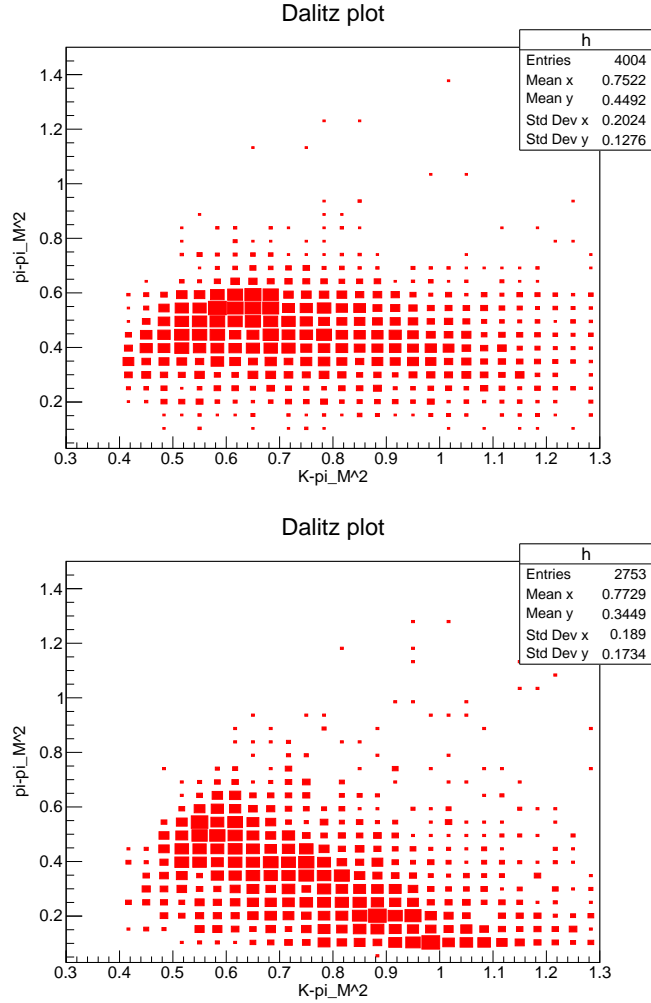 Dalitz plot
h
Entries 4004
Mean x 0.7522
Mean y 0.4492
Std Dev x 0.2024
Std Dev y 0.1276
pi-pi_M^2
1.4
1.2
1
0.8
0.6
0.4
0.2
0.3 0.4 0.5 0.6 0.7 0.8 0.9 1 1.1 1.2 1.3
K-pi_M^2
Dalitz plot
h
Entries 2753
Mean x 0.7729
Mean y 0.3449
Std Dev x 0.189
Std Dev y 0.1734
pi-pi_M^2
1.4
1.2
1
0.8
0.6
0.4
0.2
0.3 0.4 0.5 0.6 0.7 0.8 0.9 1 1.1 1.2 1.3
K-pi_M^2